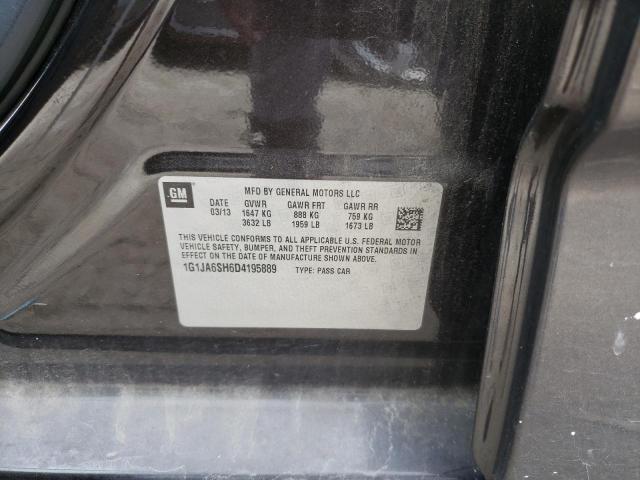 GM
MFD BY GENERAL MOTORS LLC
DATE GVWR GAWR FRT GAWR RR
03/13 1647 KG 888 KG 759 KG
3632 LB 1959 LB 1673 LB
THIS VEHICLE CONFORMS TO ALL APPLICABLE U.S. FEDERAL MOTOR
VEHICLE SAFETY, BUMPER, AND THEFT PREVENTION STANDARDS IN
EFFECT ON THE DATE OF MANUFACTURE SHOWN ABOVE.
1G1JA6SH6D4195889 TYPE: PASS CAR